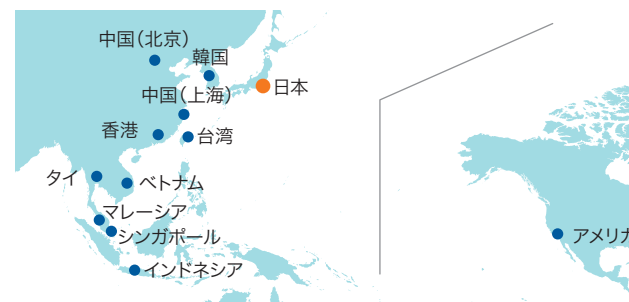 中国（北京）
韓国
日本
中国（上海）
香港
台湾
タイ
ベトナム
マレーシア
シンガポール
インドネシア
アメリカ